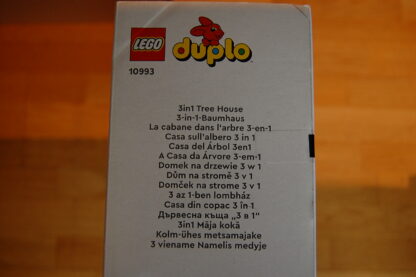 LEGO duplo
10993
3in1 Tree House
3-in-1-Baumhaus
La cabane dans l'arbre 3-en-1
Casa sull'albero 3 in 1
Casa del Árbol 3en1
A Casa da Árvore 3-em-1
Domek na drzewie 3 w 1
Dům na stromě 3 v 1
Domček na strome 3 v 1
3 az 1-ben lombház
Casa din copac 3 în 1
Дървесна къща „3 в 1“
3in1 Māja kokā
Kolm-ühes metsamajake
3 viename Namelis medyje